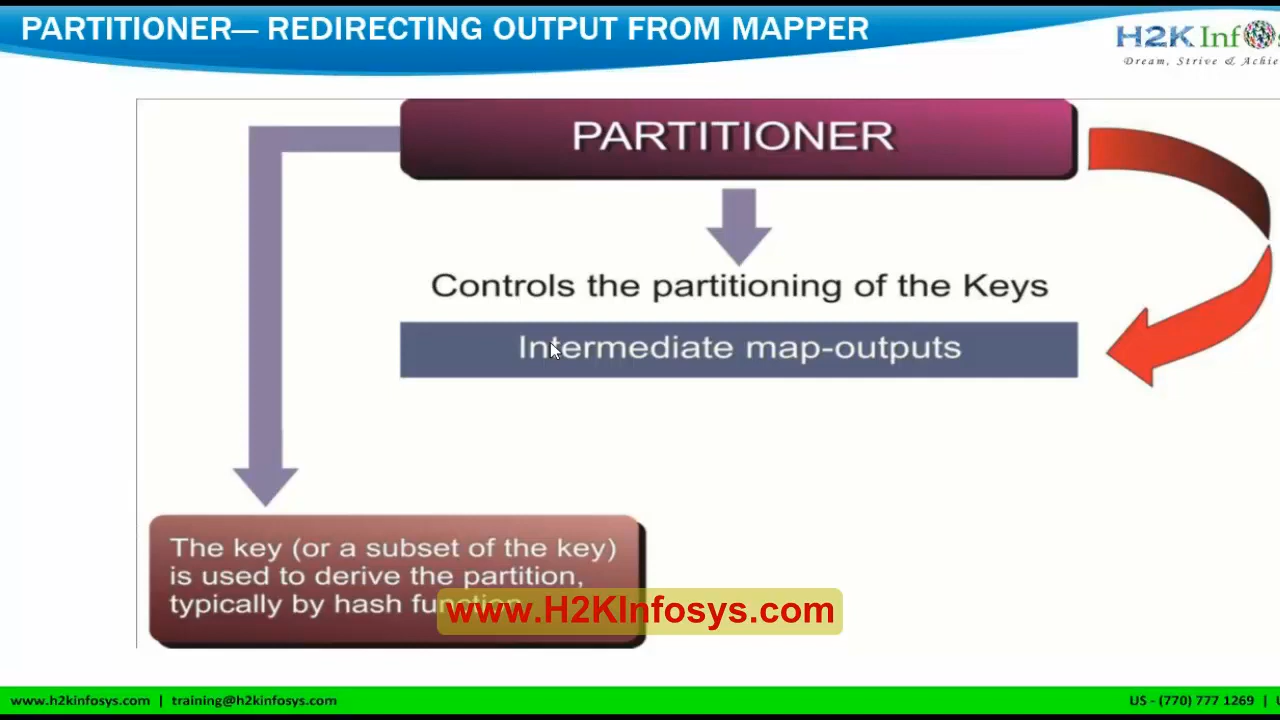 PARTITIONER— REDIRECTING OUTPUT FROM MAPPER
H2K Inf
Dream, Strive & Achie
PARTITIONER
Controls the partitioning of the Keys
Intermediate map-outputs
The key (or a subset of the key)
is used to derive the partition,
typically by hash function
www.H2KInfosys.com
www.h2kinfosys.com | training@h2kinfosys.com
US - (770) 777 1269 |